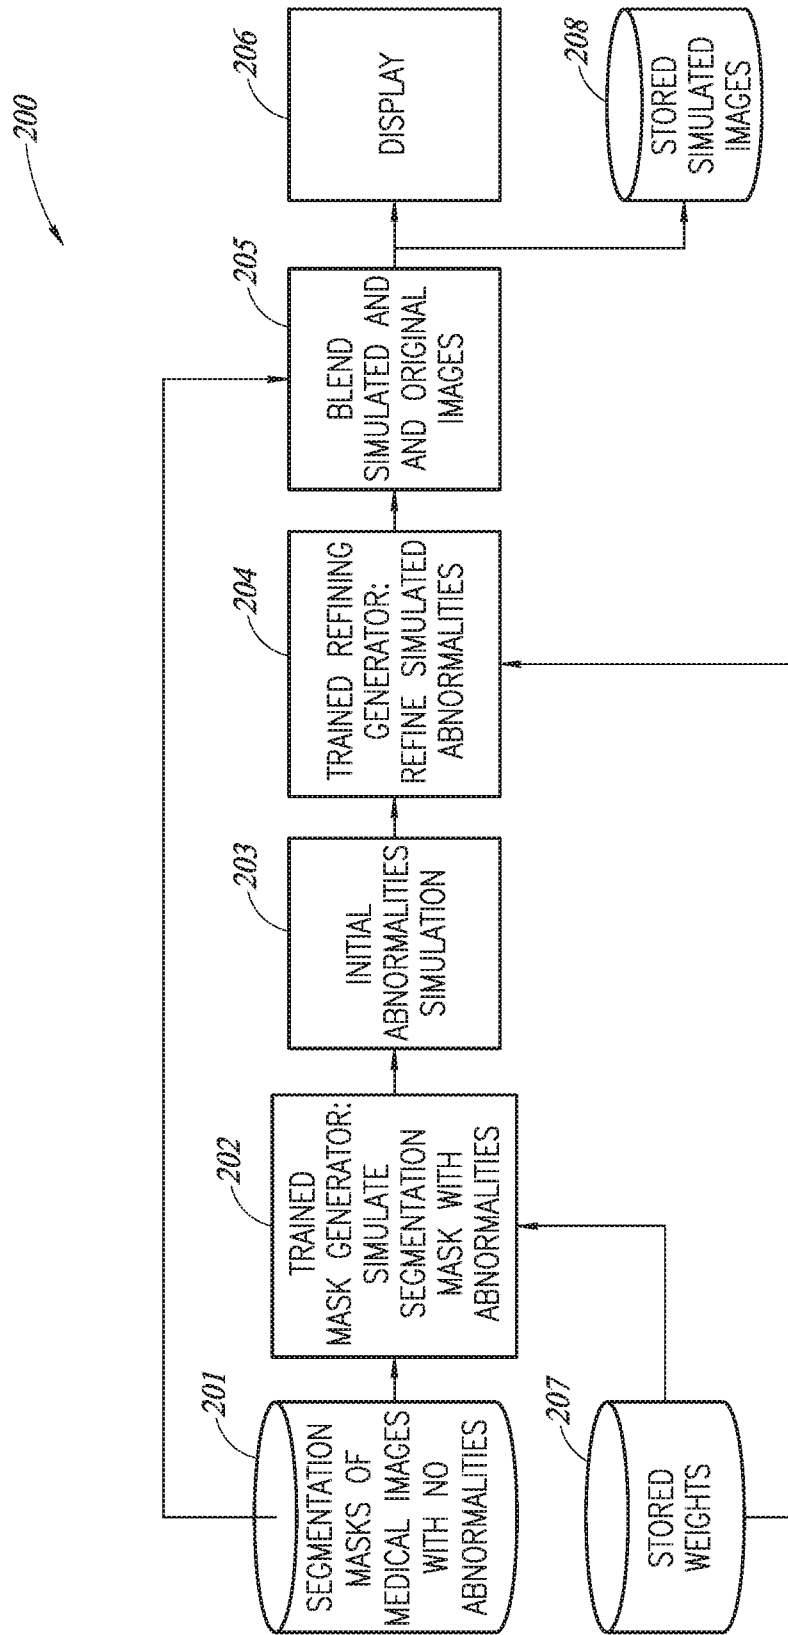 200
201
SEGMENTATION
MASKS OF
MEDICAL IMAGES
WITH NO
ABNORMALITIES
202
TRAINED
MASK GENERATOR:
SIMULATE
SEGMENTATION
MASK WITH
ABNORMALITIES
203
INITIAL
ABNORMALITIES
SIMULATION
204
TRAINED REFINING
GENERATOR:
REFINE SIMULATED
ABNORMALITIES
205
BLEND
SIMULATED AND
AND ORIGINAL
IMAGES
206
DISPLAY
207
STORED
WEIGHTS
208
STORED
SIMULATED
IMAGES